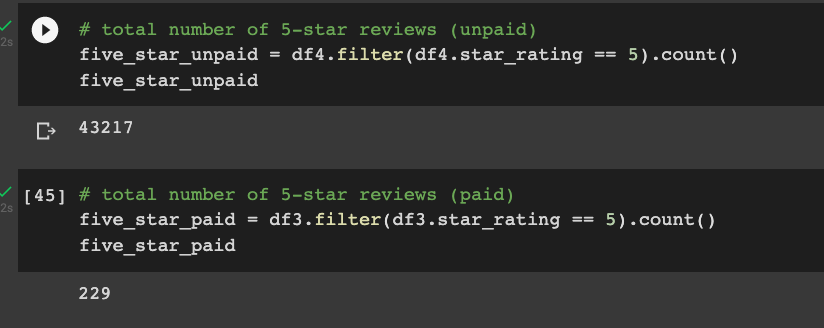 # total number of 5-star reviews (unpaid)
2s
five_star_unpaid = df4.filter(df4.star_rating == 5).count()
five_star_unpaid
43217
[45] # total number of 5-star reviews (paid)
2s
five_star_paid = df3.filter(df3.star_rating == 5).count()
five_star_paid
229